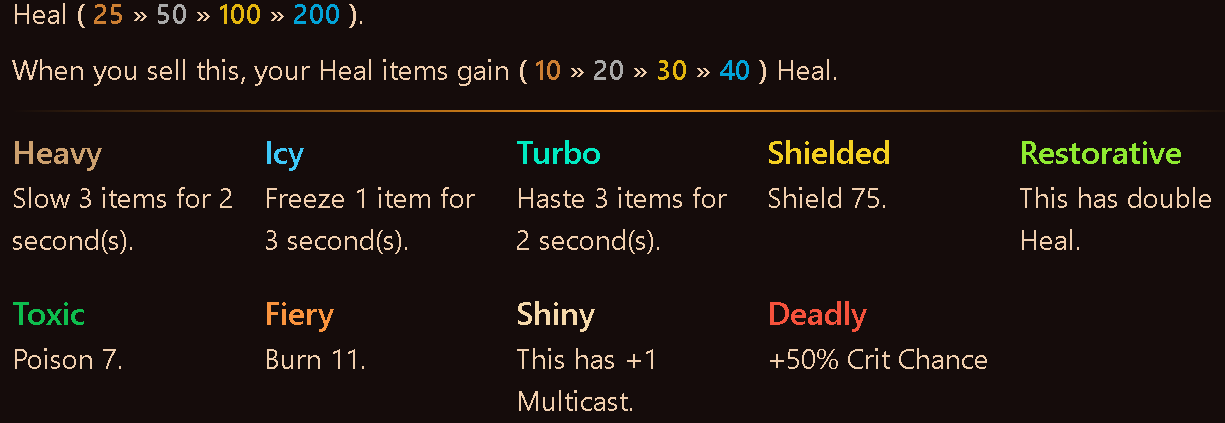 Heal ( 25 » 50 » 100 » 200 ).
When you sell this, your Heal items gain ( 10 » 20 » 30 » 40 ) Heal.
Heavy
Slow 3 items for 2
second(s).
Icy
Freeze 1 item for
3 second(s).
Turbo
Haste 3 items for
2 second(s).
Shielded
Shield 75.
Restorative
This has double
Heal.
Toxic
Poison 7.
Fiery
Burn 11.
Shiny
This has +1
Multicast.
Deadly
+50% Crit Chance